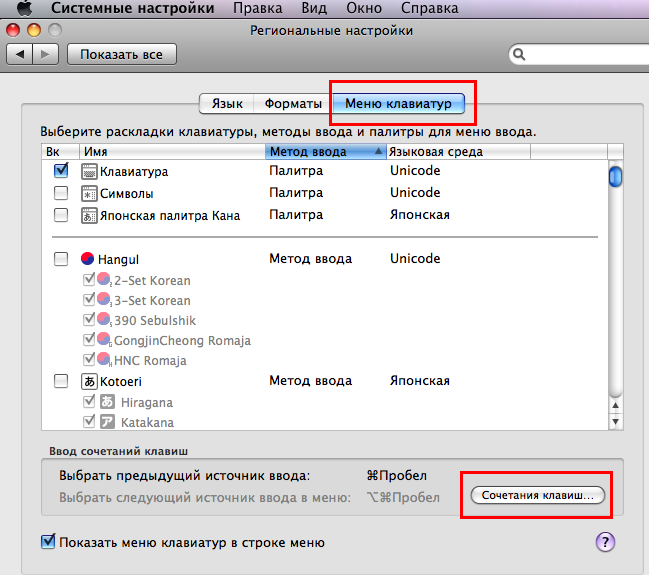 Системные настройки Правка Вид Окно Справка
Региональные настройки
Показать все
Язык Форматы Меню клавиатур
Выберите раскладки клавиатуры, методы ввода и палитры для меню ввода.
Вк Имя Метод ввода Языковая среда
Клавиатура Палитра Unicode
Символы Палитра Unicode
Японская палитра Кана Палитра Японская
Hangul Метод ввода Unicode
2-Set Korean
3-Set Korean
390 Sebulshik
GongjinCheong Romaja
HNC Romaja
あ Kotoeri Метод ввода Японская
あ Hiragana
ア Katakana
Ввод сочетаний клавиш
Выбрать предыдущий источник ввода: ⌘Пробел
Выбрать следующий источник ввода в меню: ⌥⌘Пробел
Сочетания клавиш...
Показать меню клавиатур в строке меню
?